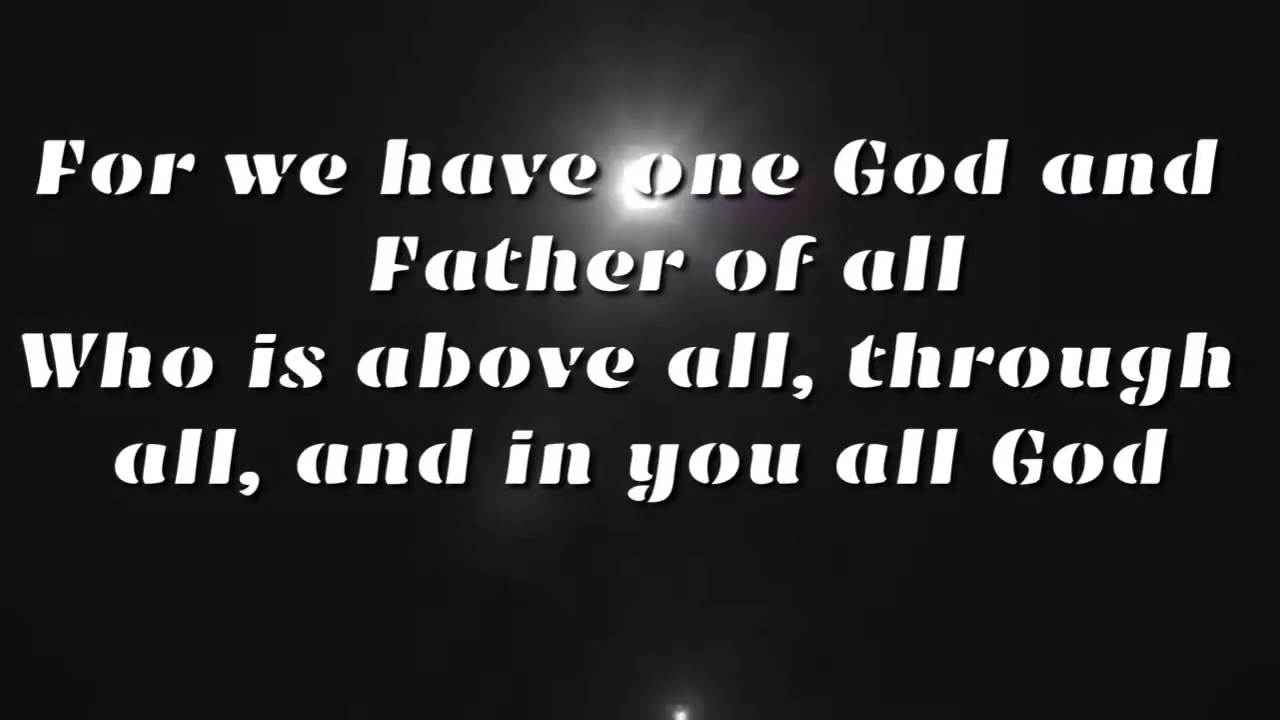 For we have one God and
Father of all
Who is above all, through
all, and in you all God